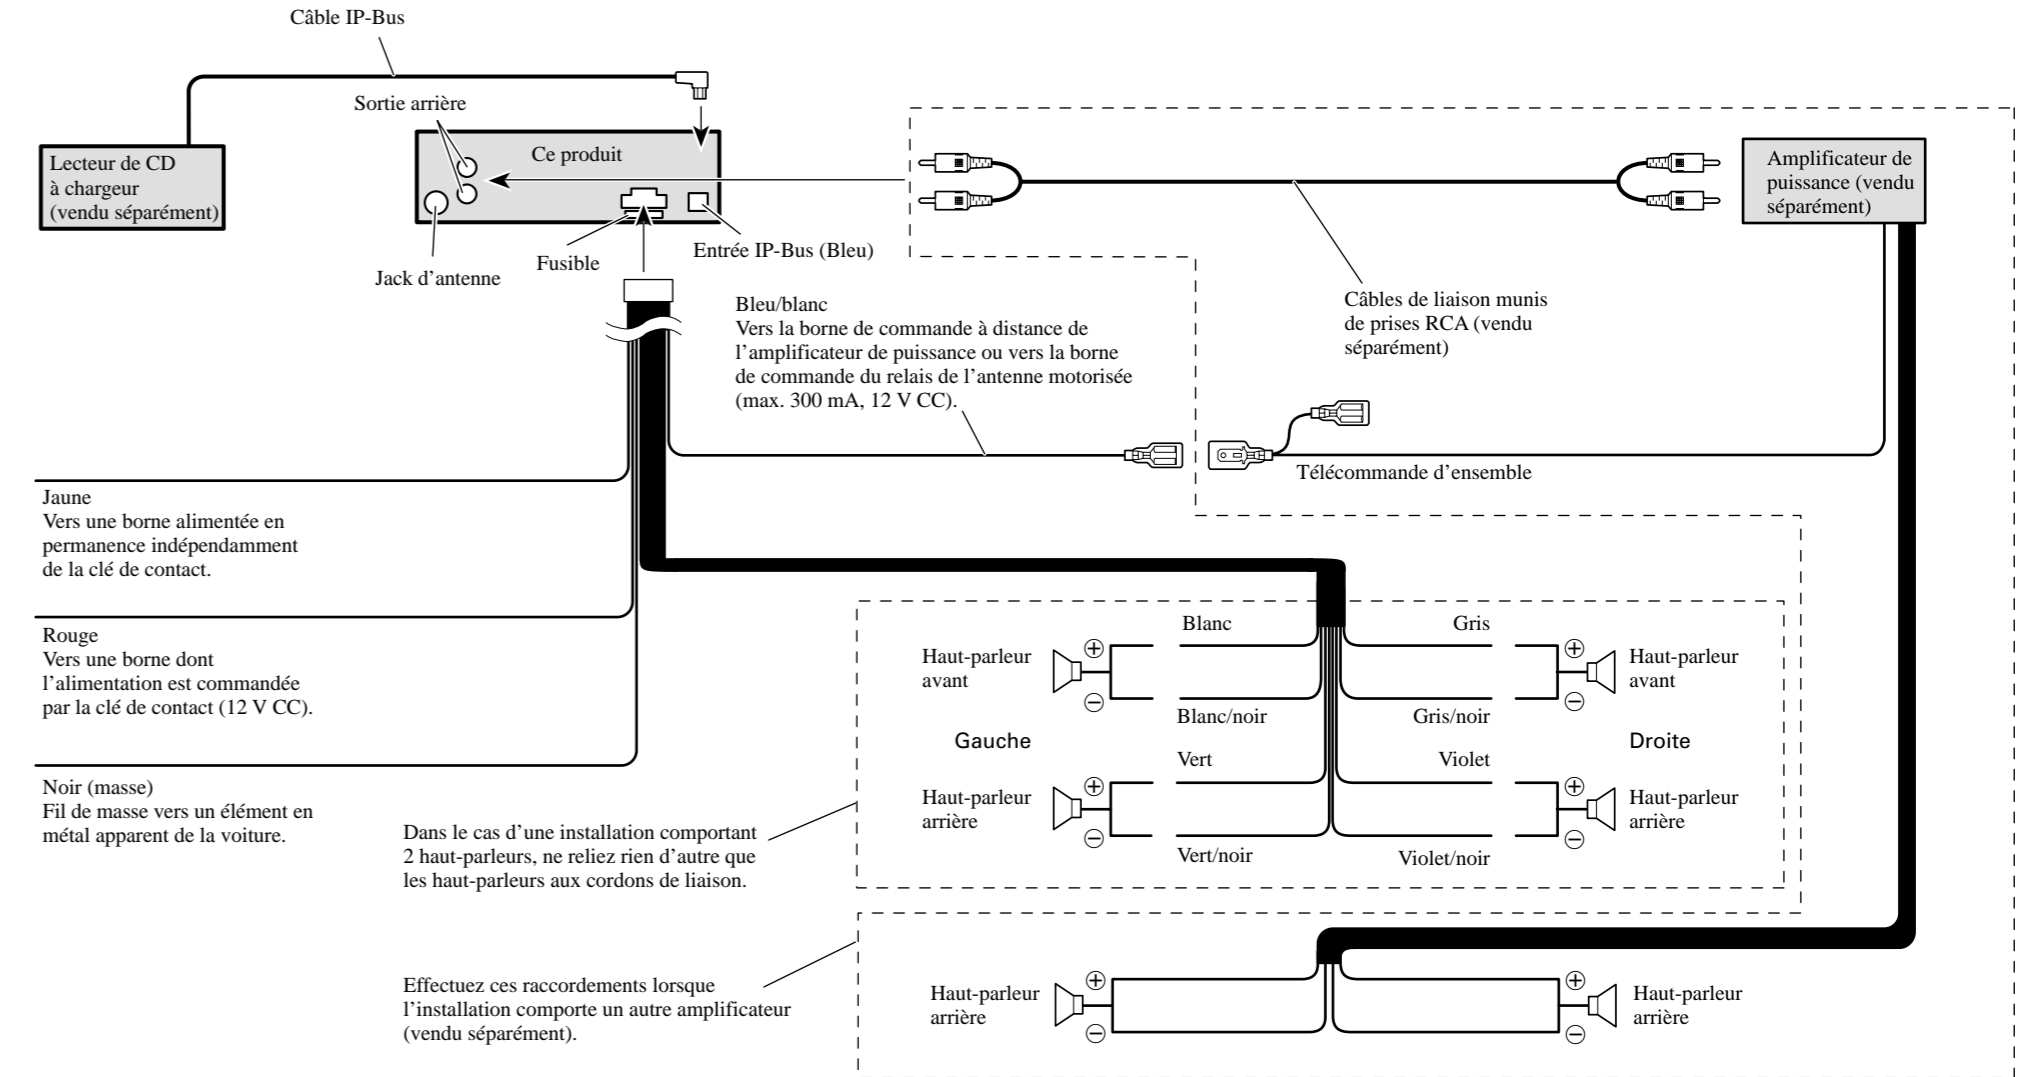 Câble IP-Bus
Sortie arrière
Lecteur de CD
à chargeur
(vendu séparément)
Ce produit
Amplificateur de
puissance (vendu
séparément)
Jack d’antenne
Fusible
Entrée IP-Bus (Bleu)
Bleu/blanc
Vers la borne de commande à distance de
l’amplificateur de puissance ou vers la borne
de commande du relais de l’antenne motorisée
(max. 300 mA, 12 V CC).
Câbles de liaison munis
de prises RCA (vendu
séparément)
Télécommande d’ensemble
Jaune
Vers une borne alimentée en
permanence indépendamment
de la clé de contact.
Rouge
Vers une borne dont
l’alimentation est commandée
par la clé de contact (12 V CC).
Noir (masse)
Fil de masse vers un élément en
métal apparent de la voiture.
Blanc
Gris
Haut-parleur
avant
+
−
+
−
Haut-parleur
avant
Blanc/noir
Gris/noir
Gauche
Droite
Vert
Violet
Haut-parleur
arrière
+
−
+
−
Haut-parleur
arrière
Vert/noir
Violet/noir
Dans le cas d’une installation comportant
2 haut-parleurs, ne reliez rien d’autre que
les haut-parleurs aux cordons de liaison.
Effectuez ces raccordements lorsque
l’installation comporte un autre amplificateur
(vendu séparément).
Haut-parleur
arrière
+
−
+
−
Haut-parleur
arrière